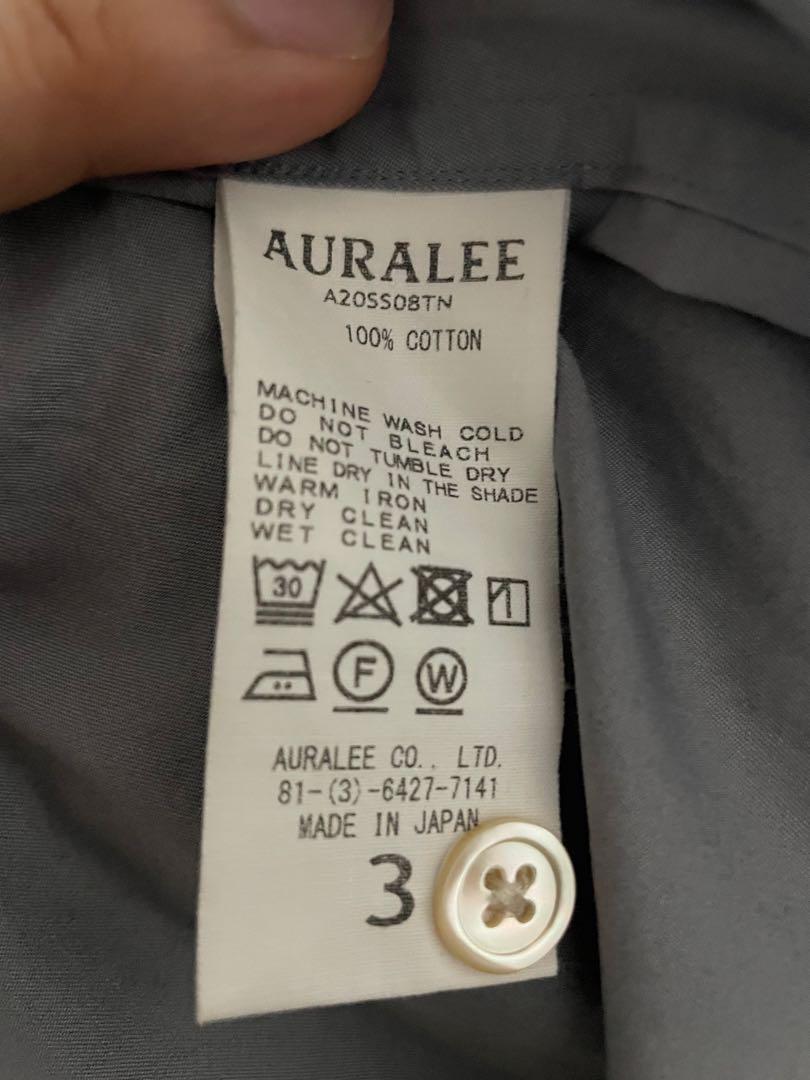 AURALEE
A20SS08TN
100% COTTON
MACHINE WASH COLD
DO NOT BLEACH
DO NOT TUMBLE DRY
LINE DRY IN THE SHADE
WARM IRON
DRY CLEAN
WET CLEAN
30
F W
AURALEE CO., LTD.
81-(3)-6427-7141
MADE IN JAPAN
3